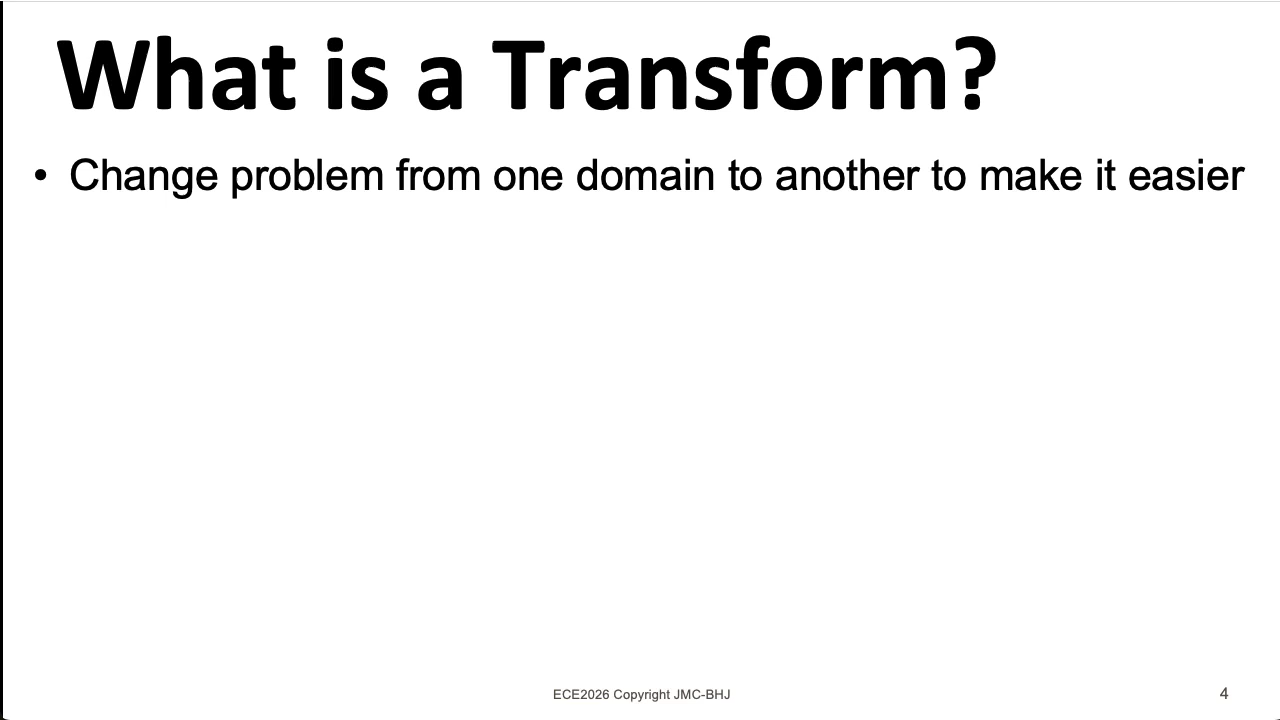 What is a Transform?
• Change problem from one domain to another to make it easier
ECE2026 Copyright JMC-BHJ
4